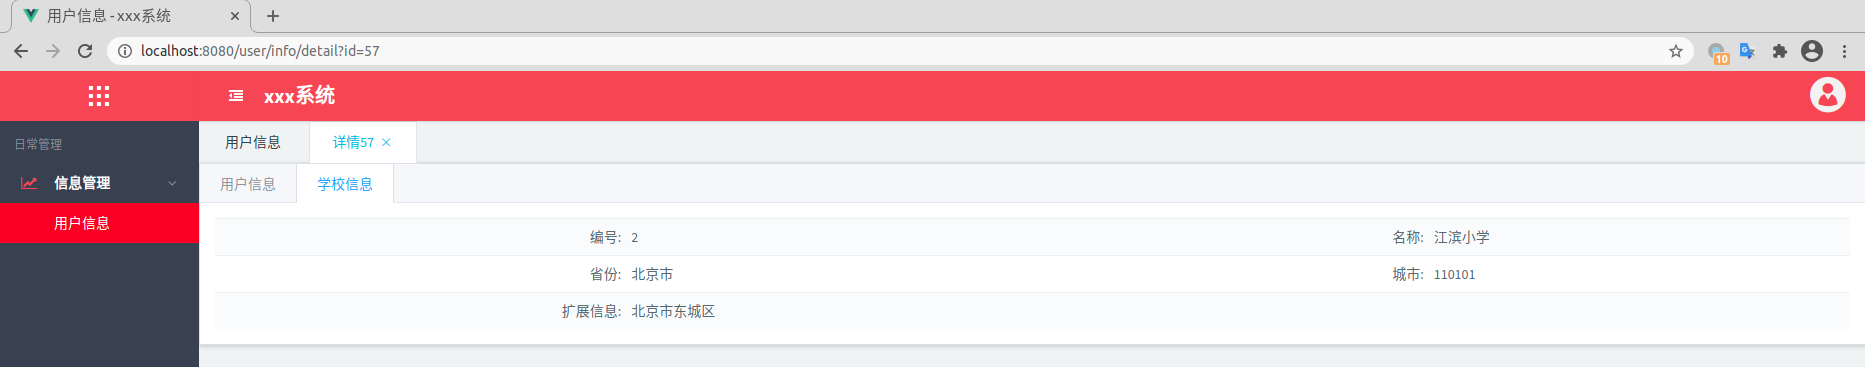 用户信息 - xxx系统
localhost:8080/user/info/detail?id=57
10
xxx系统
日常管理
信息管理
用户信息
用户信息 详情57
用户信息 学校信息
编号: 2 名称: 江滨小学
省份: 北京市 城市: 110101
扩展信息: 北京市东城区